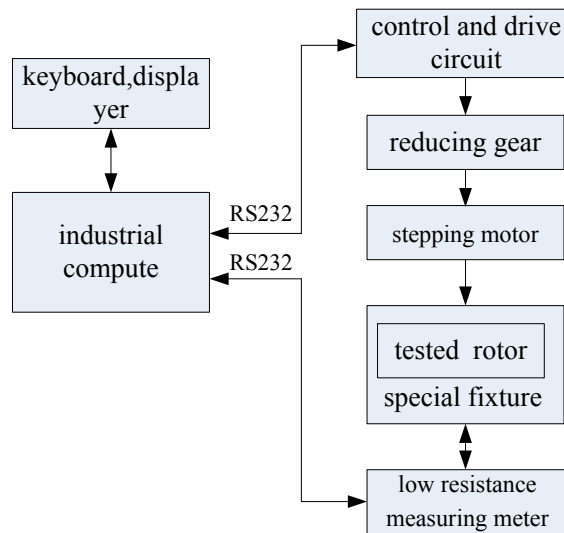 control and drive
circuit
keyboard,displa
yer
reducing gear
RS232
industrial
compute
stepping motor
RS232
tested rotor
special fixture
low resistance
measuring meter